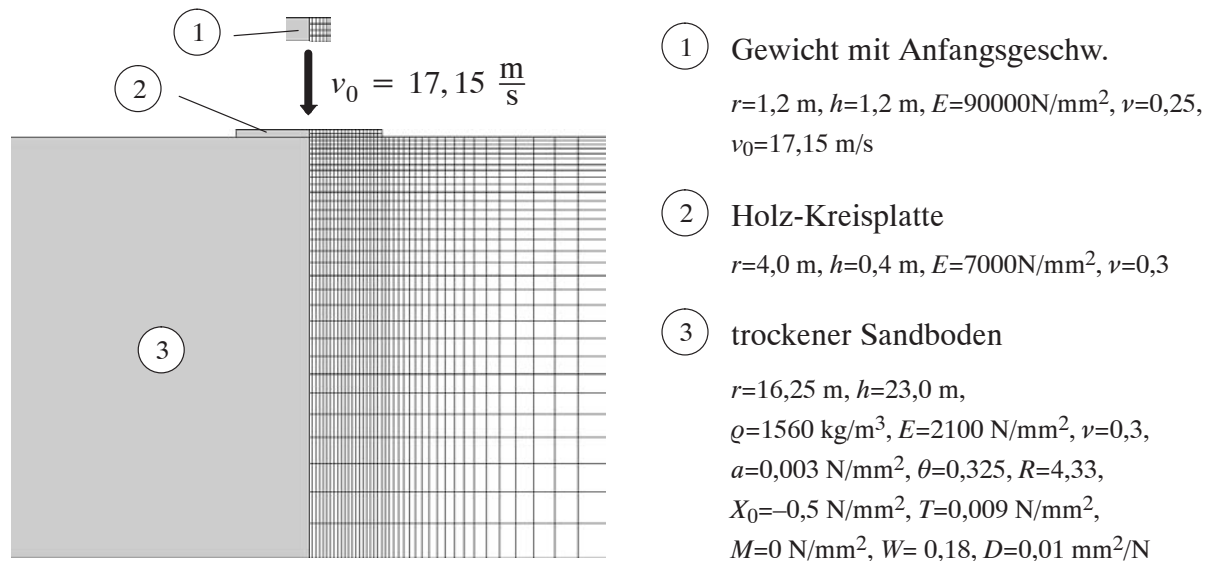 1
2
v₀ = 17, 15 m/s
3
1 Gewicht mit Anfangsgeschw.
r=1,2 m, h=1,2 m, E=90000N/mm², ν=0,25,
v₀=17,15 m/s
2 Holz-Kreisplatte
r=4,0 m, h=0,4 m, E=7000N/mm², ν=0,3
3 trockener Sandboden
r=16,25 m, h=23,0 m,
ϱ=1560 kg/m³, E=2100 N/mm², ν=0,3,
a=0,003 N/mm², θ=0,325, R=4,33,
X₀=–0,5 N/mm², T=0,009 N/mm²,
M=0 N/mm², W= 0,18, D=0,01 mm²/N